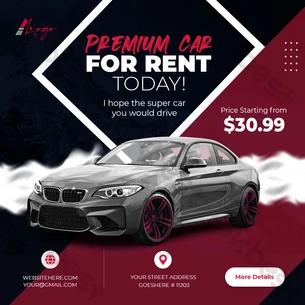 Logo
PREMIUM CAR
FOR RENT
TODAY!
I hope the super car
you would drive
Price Starting from
$30.99
WEBSITEHERE.COM
YOUR@GMAIL.COM
YOUR STREET ADDRESS
GOESHERE # 11203
More Details